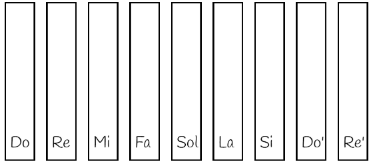 Do Re Mi Fa Sol La Si Do' Re'